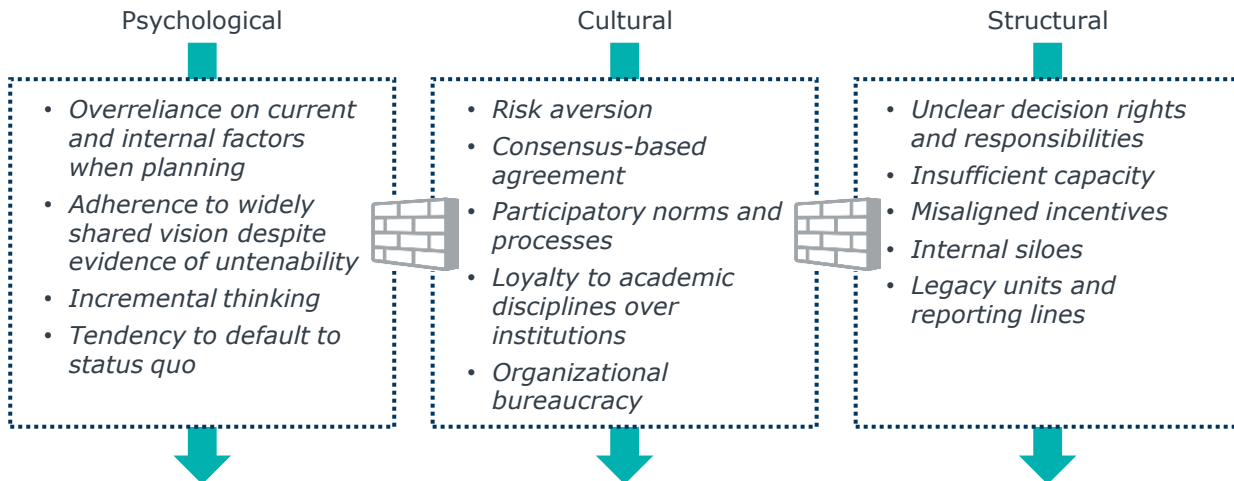 Psychological
• Overreliance on current
and internal factors
when planning
• Adherence to widely
shared vision despite
evidence of untenability
• Incremental thinking
• Tendency to default to
status quo
Cultural
• Risk aversion
• Consensus-based
agreement
• Participatory norms and
processes
• Loyalty to academic
disciplines over
institutions
• Organizational
bureaucracy
Structural
• Unclear decision rights
and responsibilities
• Insufficient capacity
• Misaligned incentives
• Internal siloes
• Legacy units and
reporting lines